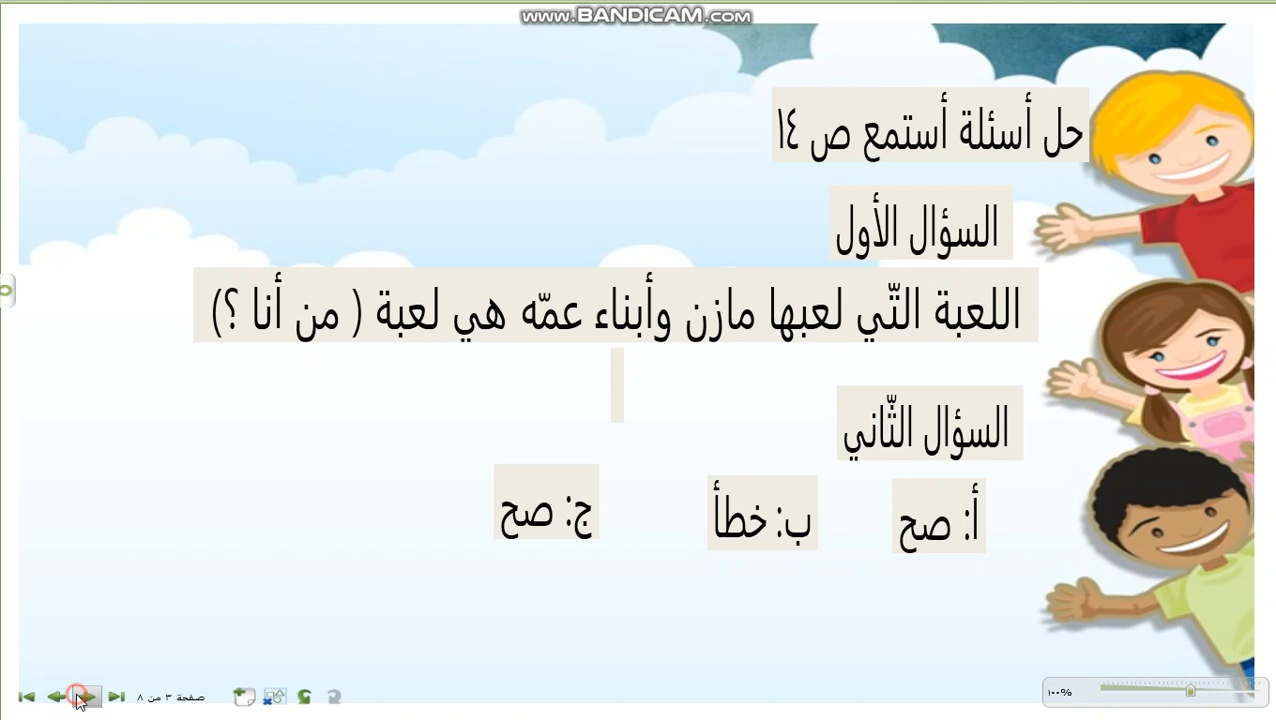 www.BANDICAM.com
حل أسئلة أستمع ص ١٤
السؤال الأول
اللعبة التّي لعبها مازن وأبناء عمّه هي لعبة ( من أنا ؟)
السؤال الثّاني
أ: صح ب: خطأ ج: صح
صفحة ٣ من ٨
١٠٠%